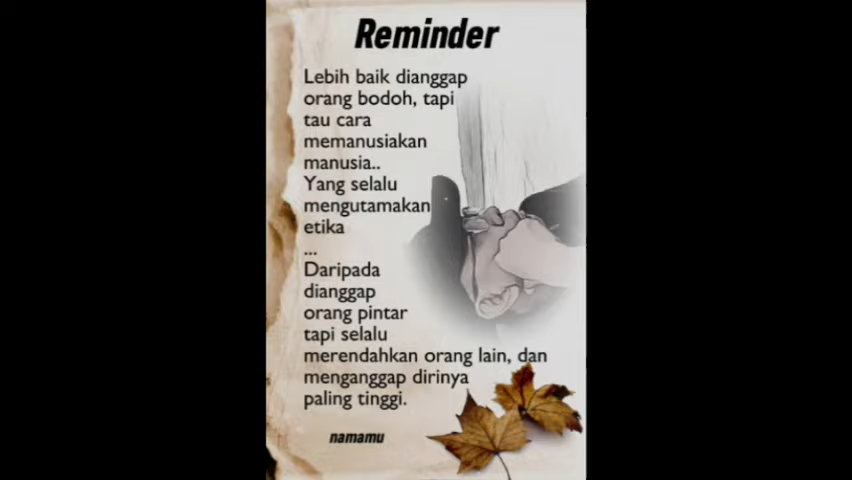 Reminder
Lebih baik dianggap
orang bodoh, tapi
tau cara
memanusiakan
manusia..
Yang selalu
mengutamakan
etika
...
Daripada
dianggap
orang pintar
tapi selalu
merendahkan orang lain, dan
menganggap dirinya
paling tinggi.
namamu